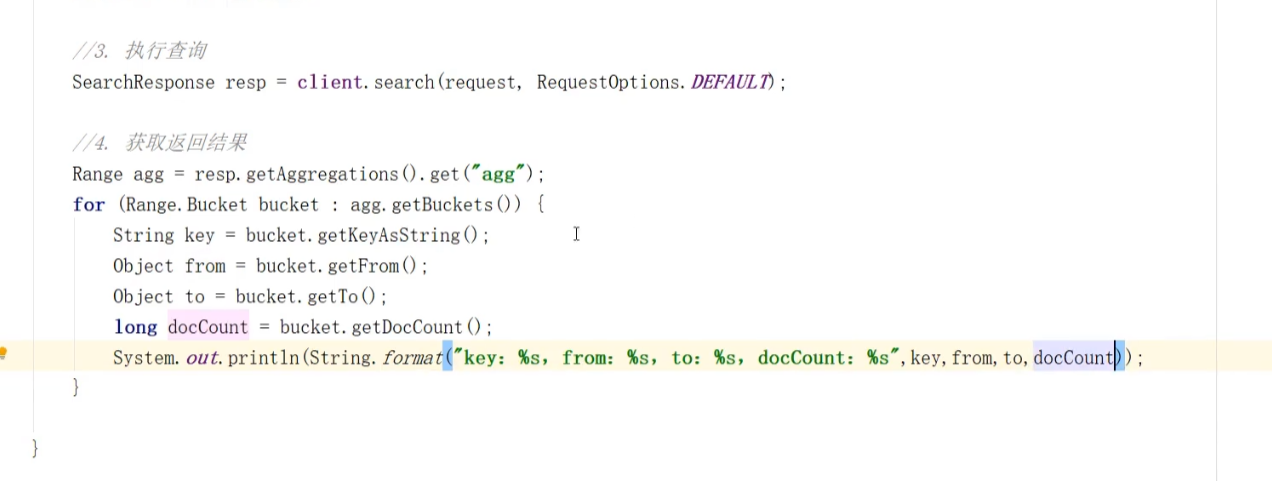 //3. 执行查询
SearchResponse resp = client.search(request, RequestOptions.DEFAULT);
//4. 获取返回结果
Range agg = resp.getAggregations().get("agg");
for (Range.Bucket bucket : agg.getBuckets()) {
String key = bucket.getKeyAsString();
Object from = bucket.getFrom();
Object to = bucket.getTo();
long docCount = bucket.getDocCount();
System.out.println(String.format("key: %s, from: %s, to: %s, docCount: %s",key,from,to,docCount));
}
}